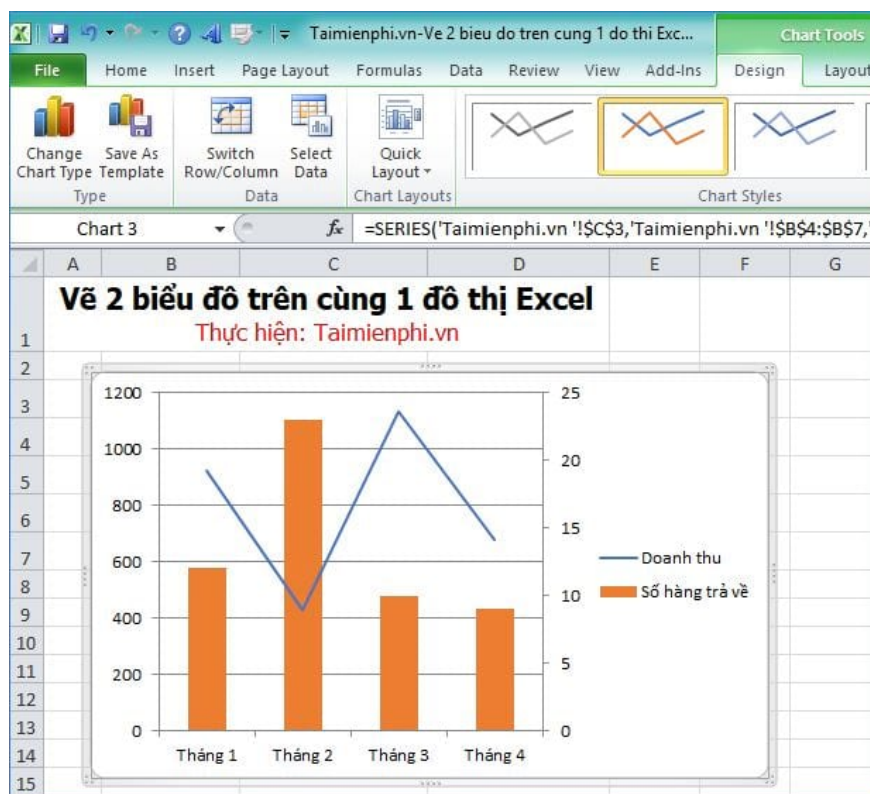 Taimienphi.vn-Ve 2 bieu do tren cung 1 do thi Exc...
Chart Tools
File Home Insert Page Layout Formulas Data Review View Add-Ins Design Layout
Change Chart Type
Save As Template
Switch Row/Column
Select Data
Quick Layout
Type Data Chart Layouts Chart Styles
Chart 3 fx =SERIES('Taimienphi.vn '!$C$3,'Taimienphi.vn '!$B$4:$B$7,'
A B C D E F G
Vẽ 2 biểu đồ trên cùng 1 đồ thị Excel
Thực hiện: Taimienphi.vn
1
2
3
4
5
6
7
8
9
10
11
12
13
14
15
1200
1000
800
600
400
200
0
25
20
15
10
5
0
Doanh thu
Số hàng trả về
Tháng 1 Tháng 2 Tháng 3 Tháng 4